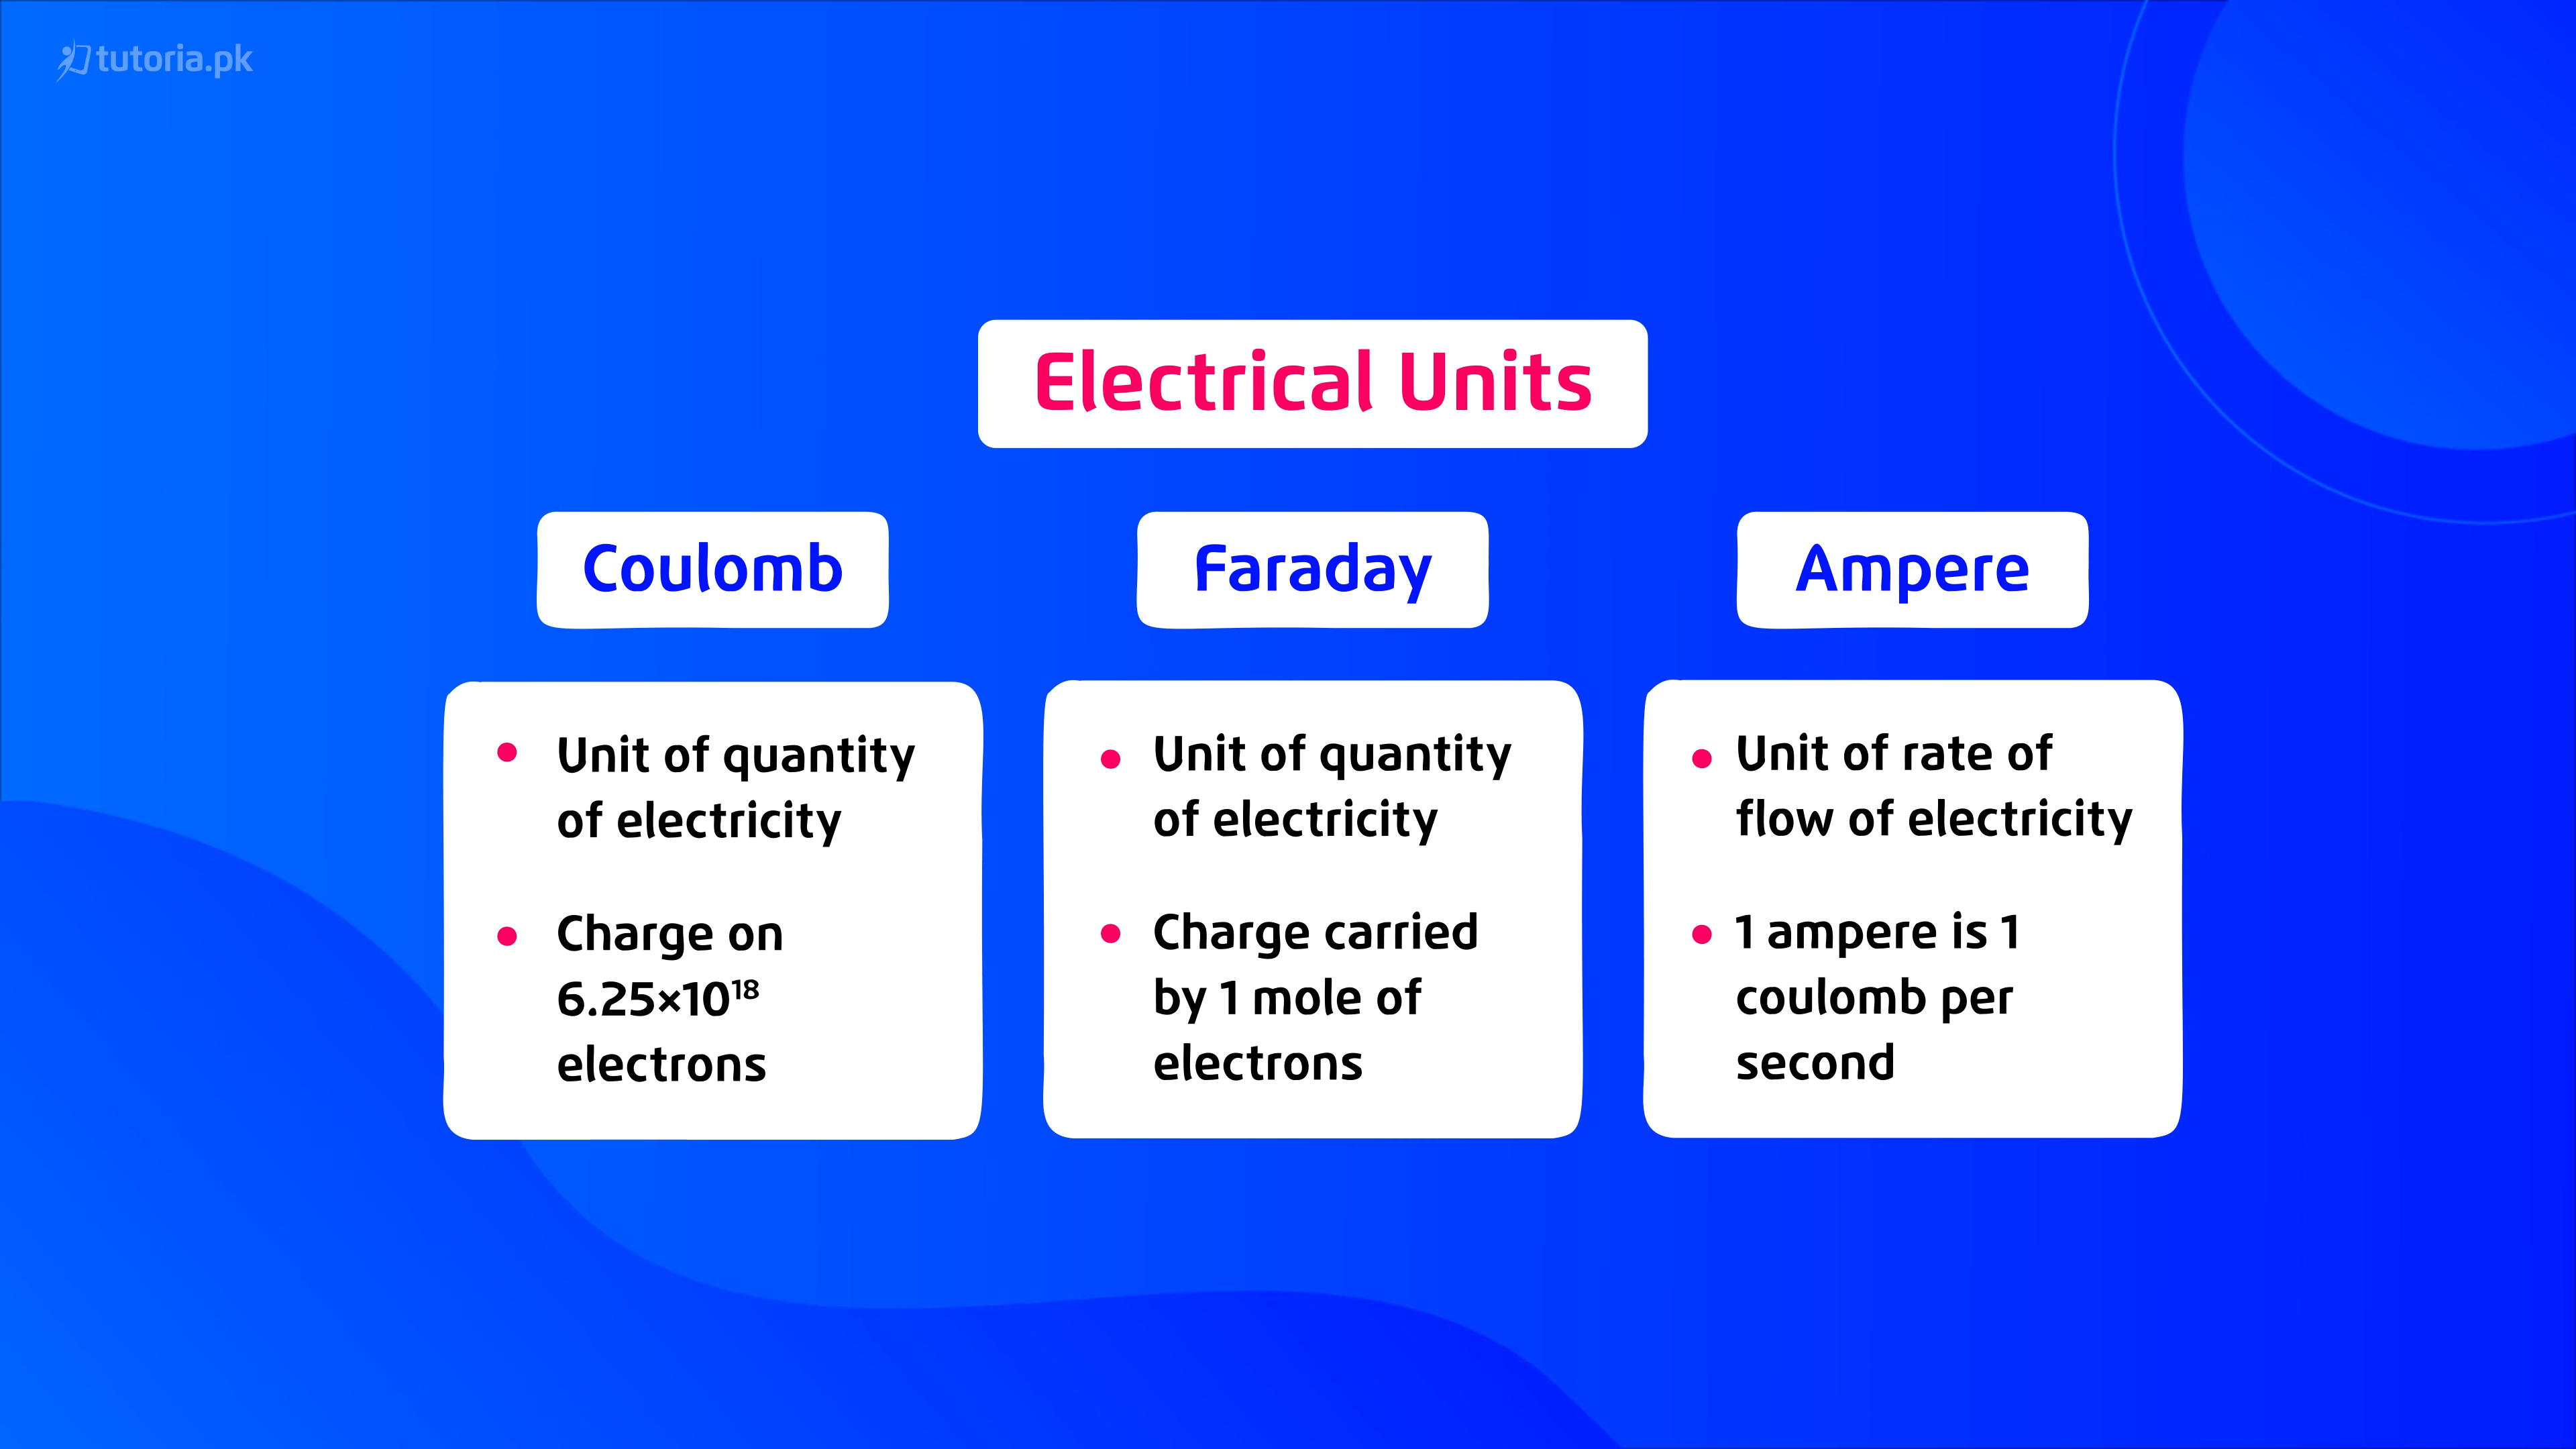 tutoria.pk
Electrical Units
Coulomb
Faraday
Ampere
• Unit of quantity
of electricity
• Charge on
6.25×10¹⁸
electrons
• Unit of quantity
of electricity
• Charge carried
by 1 mole of
electrons
• Unit of rate of
flow of electricity
• 1 ampere is 1
coulomb per
second